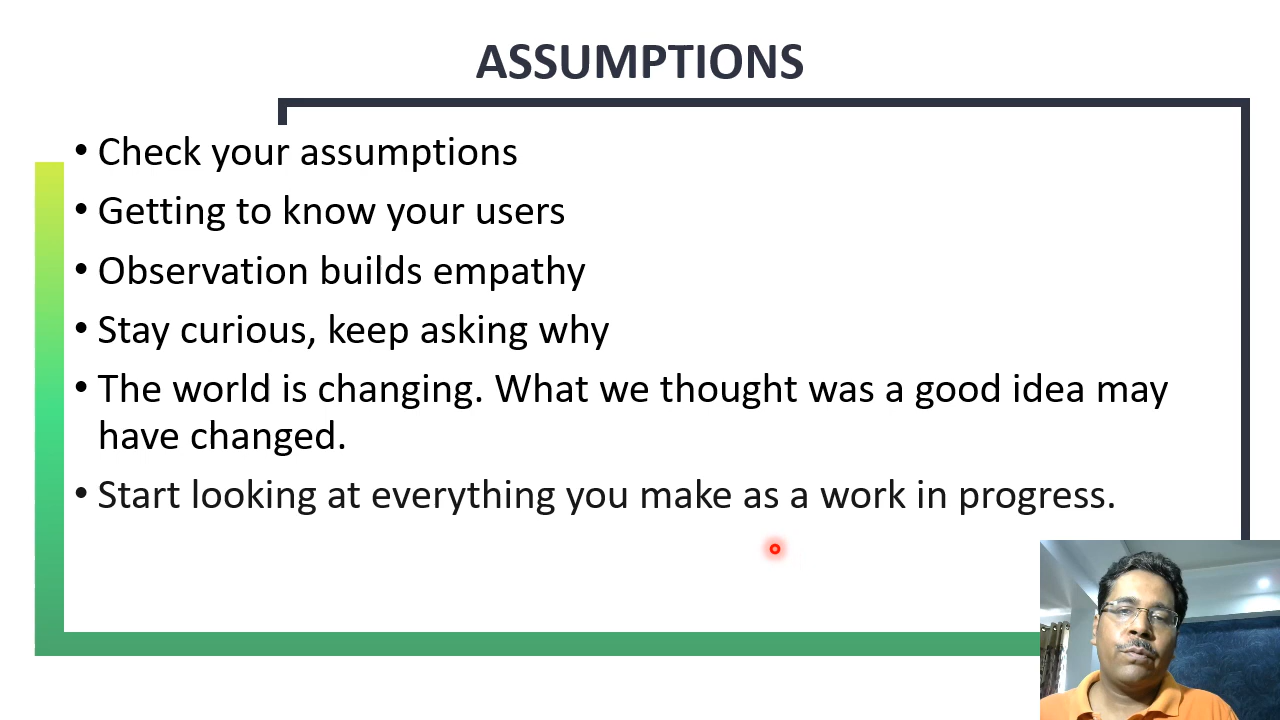 ASSUMPTIONS
• Check your assumptions
• Getting to know your users
• Observation builds empathy
• Stay curious, keep asking why
• The world is changing. What we thought was a good idea may
have changed.
• Start looking at everything you make as a work in progress.